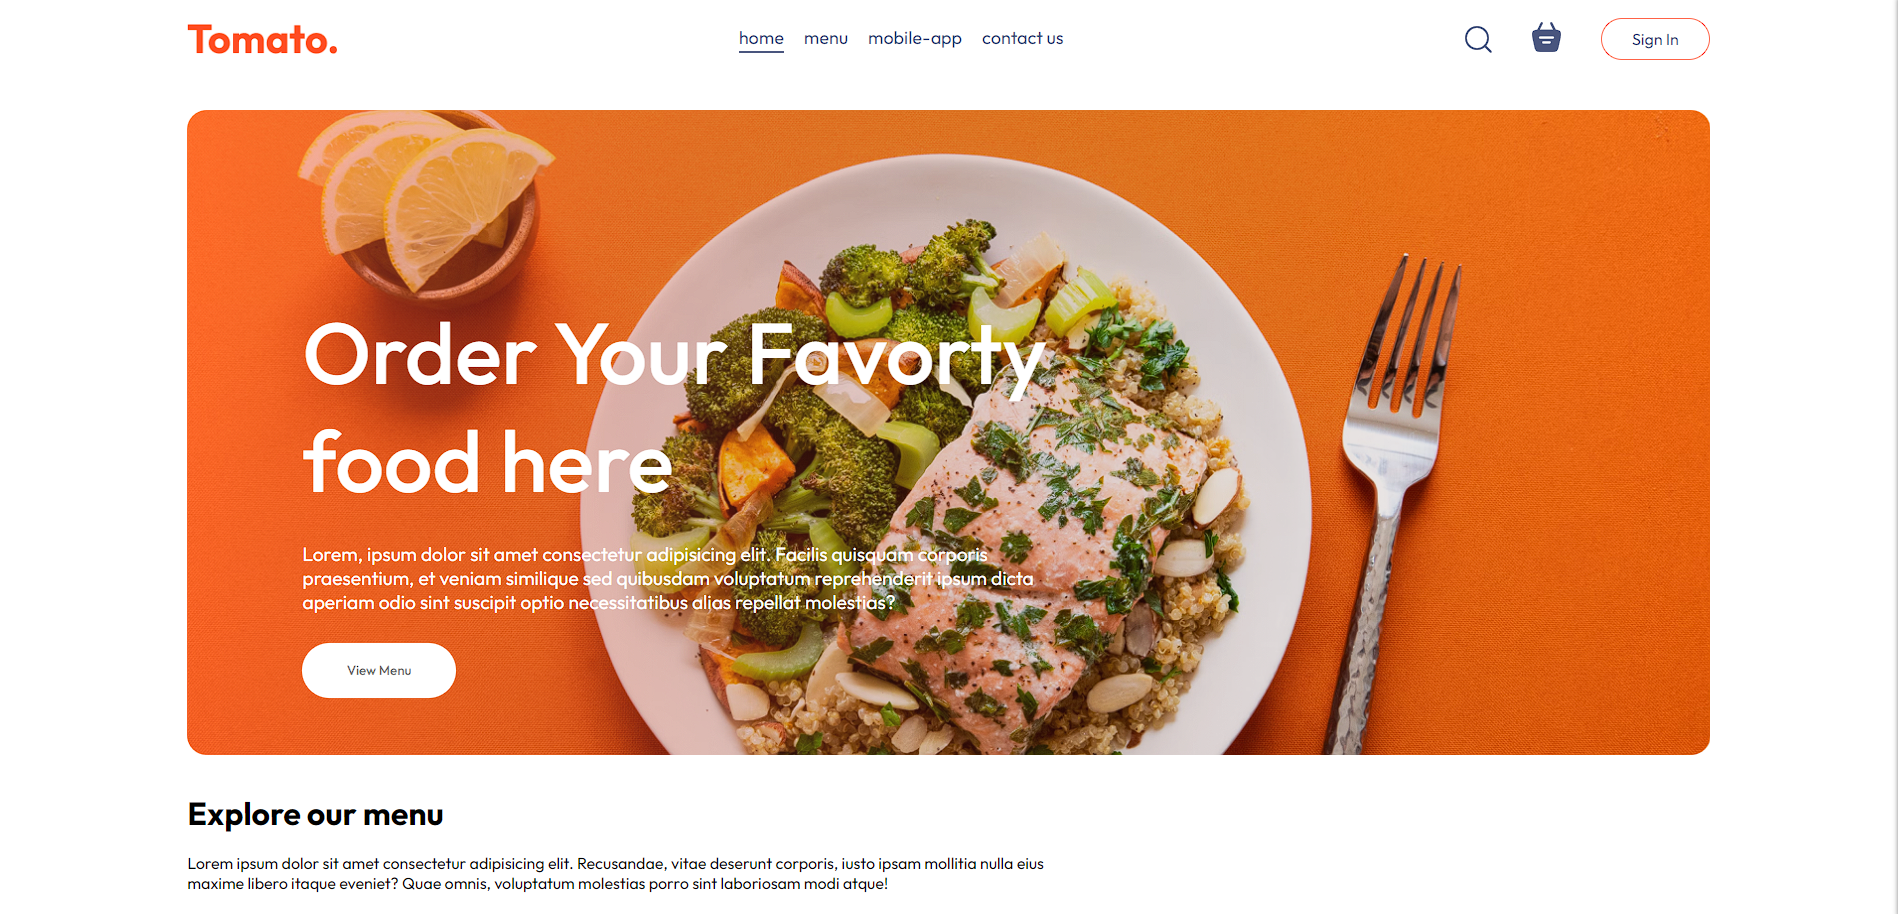 Tomato.
home menu mobile-app contact us
Sign In
Order Your Favorty
food here
Lorem, ipsum dolor sit amet consectetur adipisicing elit. Facilis quisquam corporis
praesentium, et veniam similique sed quibusdam voluptatum reprehenderit ipsum dicta
aperiam odio sint suscipit optio necessitatibus alias repellat molestias?
View Menu
Explore our menu
Lorem ipsum dolor sit amet consectetur adipisicing elit. Recusandae, vitae deserunt corporis, iusto ipsam mollitia nulla eius
maxime libero itaque eveniet? Quae omnis, voluptatum molestias porro sint laboriosam modi atque!